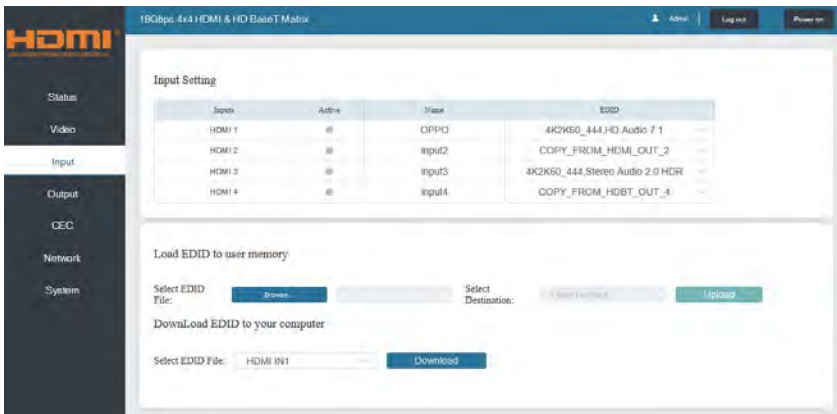 18Gbps 4x4 HDMI & HD BaseT Matrix
Admin
Log out
Power on
HDMI
Status
Video
Input
Output
CEC
Network
System
Input Setting
Inputs Active Name EDID
HDMI 1 OPPO 4K2K60_444,HD Audio 7.1
HDMI 2 input2 COPY_FROM_HDMI_OUT_2
HDMI 3 input3 4K2K60_444,Stereo Audio 2.0 HDR
HDMI 4 input4 COPY_FROM_HDBT_OUT_4
Load EDID to user memory
Select EDID Select
File: Browse... Destination: Upload
DownLoad EDID to your computer
Select EDID File: HDMI IN1 Download